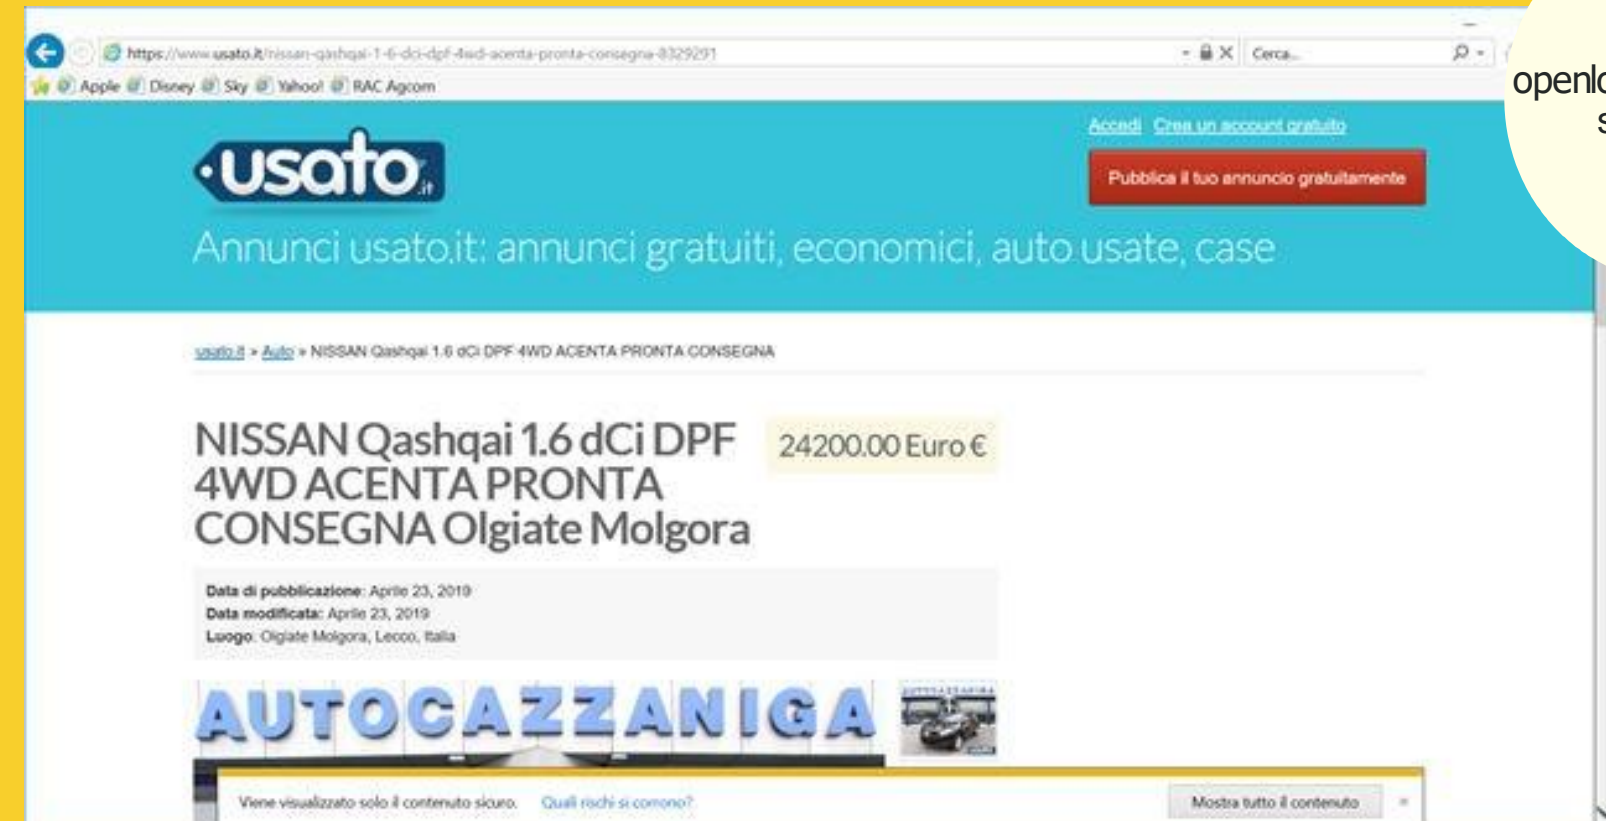 https://www.usato.it/nissan-qashqai-1-6-dci-dpf-4wd-acenta-pronta-consegna-8329291
Cerca...
Apple Disney Sky Yahoo! RAC Agcom
openlo
s
Accedi Crea un account gratuito
usato.it
Pubblica il tuo annuncio gratuitamente
Annunci usato.it: annunci gratuiti, economici, auto usate, case
usato.it » Auto » NISSAN Qashqai 1.6 dCi DPF 4WD ACENTA PRONTA CONSEGNA
NISSAN Qashqai 1.6 dCi DPF
4WD ACENTA PRONTA
CONSEGNA Olgiate Molgora
24200.00 Euro €
Data di pubblicazione: Aprile 23, 2019
Data modificata: Aprile 23, 2019
Luogo: Olgiate Molgora, Lecco, Italia
AUTOCAZZANIGA
AUTOCAZZANIGA
Viene visualizzato solo il contenuto sicuro. Quali rischi si corrono?
Mostra tutto il contenuto